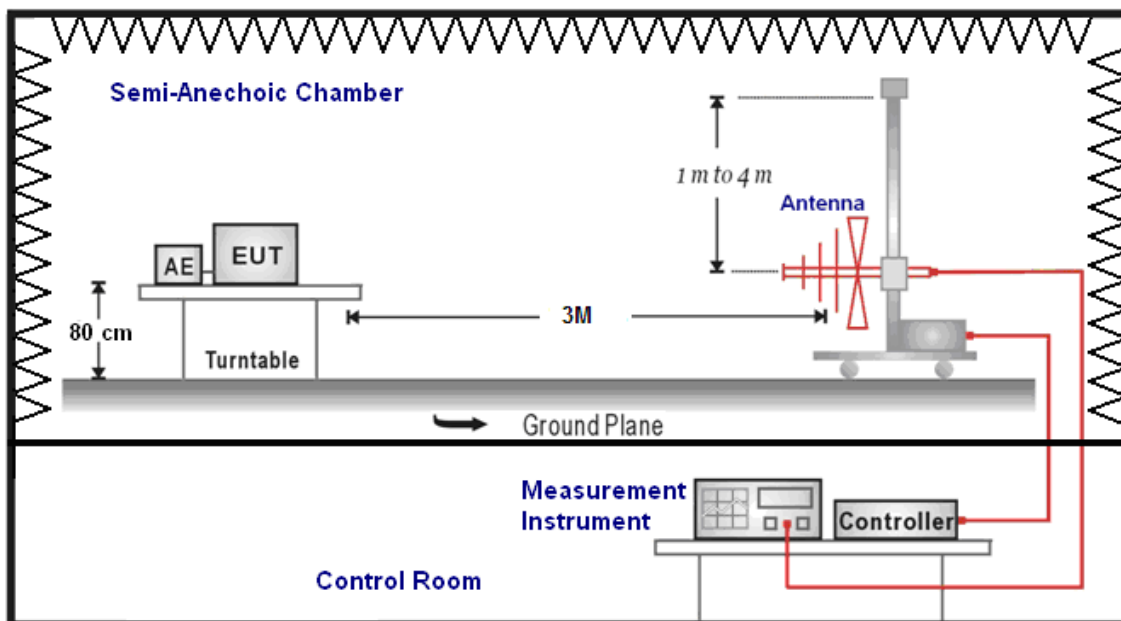 Semi-Anechoic Chamber
1 m to 4 m
Antenna
AE
EUT
80 cm
3M
Turntable
Ground Plane
Measurement
Instrument
Controller
Control Room